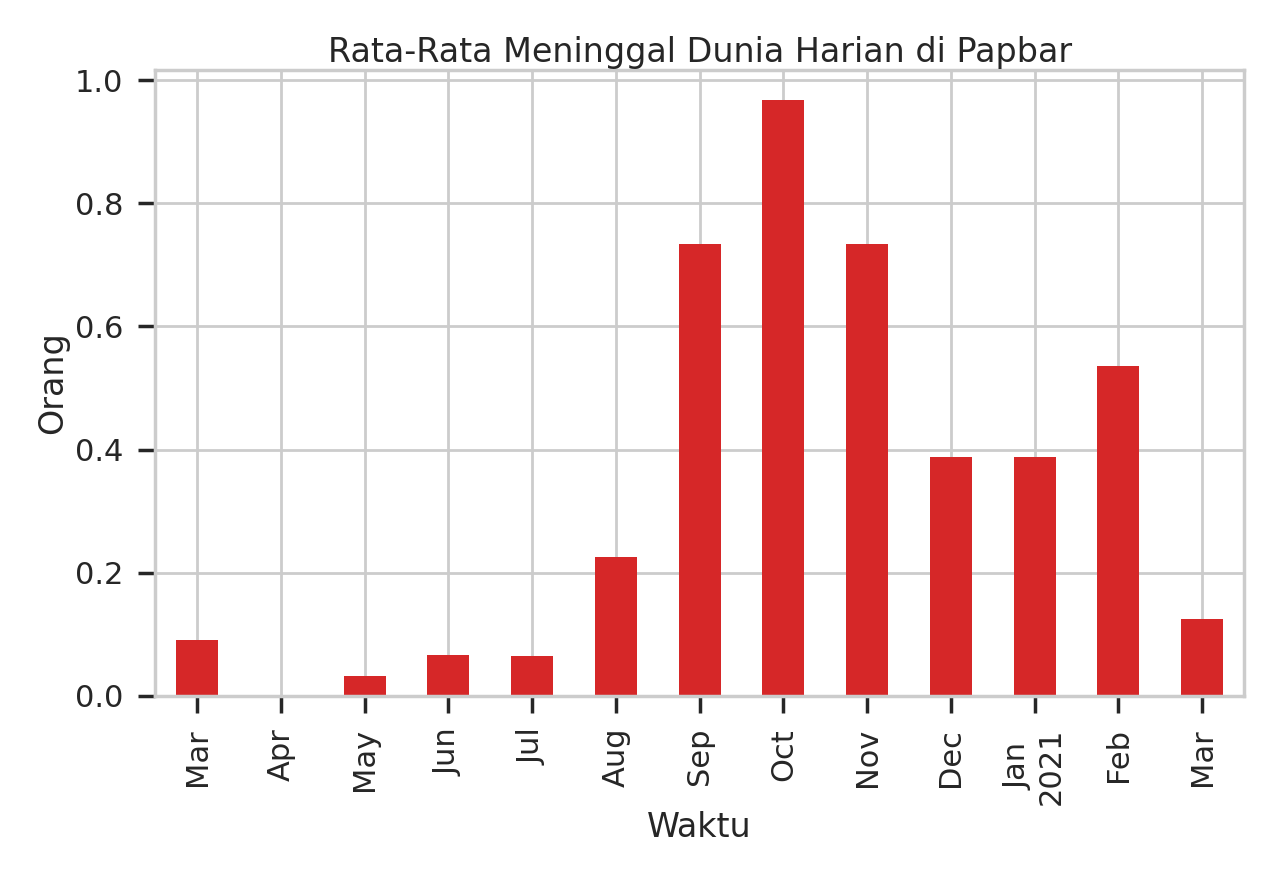 Rata-Rata Meninggal Dunia Harian di Papbar
1.0
0.8
0.6
0.4
0.2
0.0
Orang
Mar
Apr
May
Jun
Jul
Aug
Sep
Oct
Nov
Dec
Jan
2021
Feb
Mar
Waktu